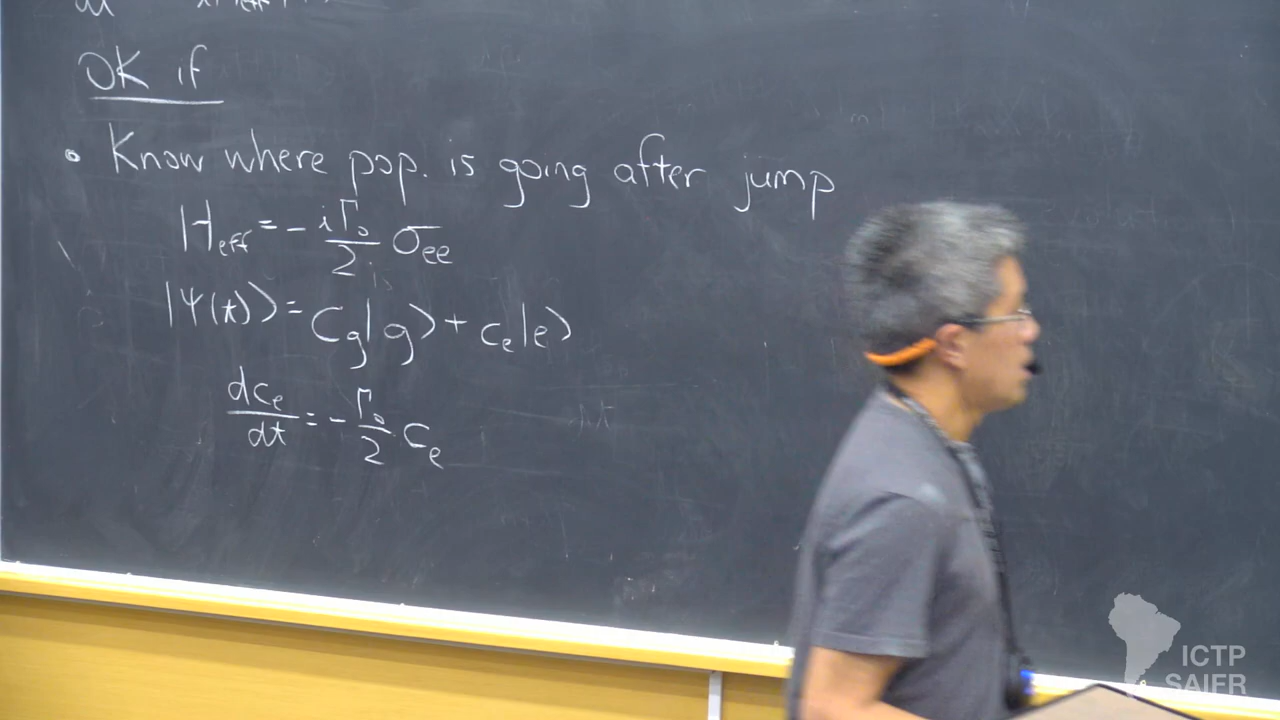 OK if
• Know where pop. is going after jump
H_eff = - iΓ₀/2 σ_ee
|Ψ(t)⟩ = C_g|g⟩ + c_e|e⟩
dc_e/dt = - Γ₀/2 c_e
ICTP
SAIFR